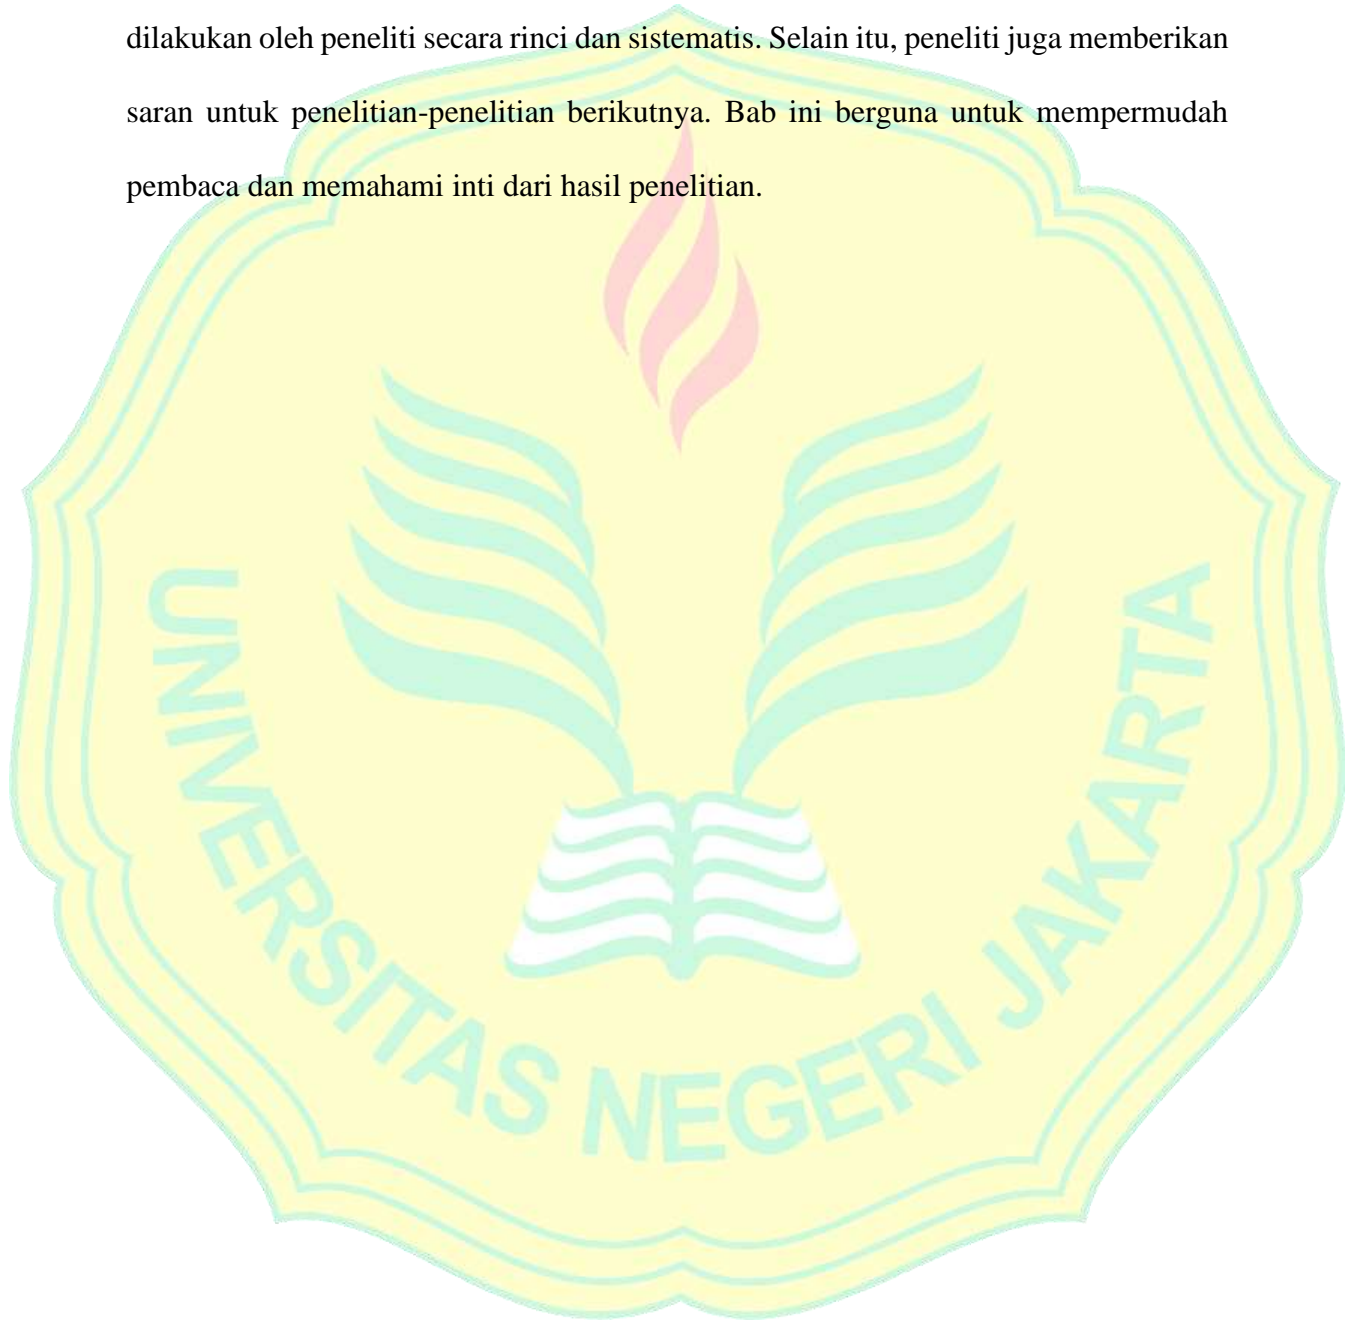 dilakukan oleh peneliti secara rinci dan sistematis. Selain itu, peneliti juga memberikan
saran untuk penelitian-penelitian berikutnya. Bab ini berguna untuk mempermudah
pembaca dan memahami inti dari hasil penelitian.
UNIVERSITAS NEGERI JAKARTA